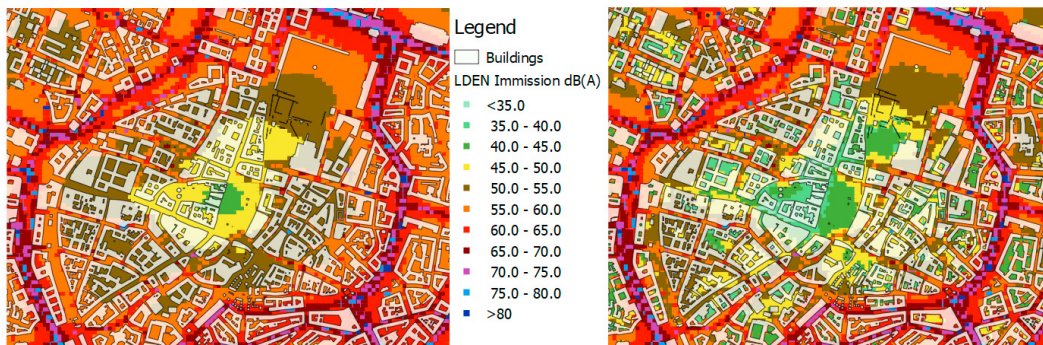 Legend
Buildings
LDEN Immission dB(A)
<35.0
35.0 - 40.0
40.0 - 45.0
45.0 - 50.0
50.0 - 55.0
55.0 - 60.0
60.0 - 65.0
65.0 - 70.0
70.0 - 75.0
75.0 - 80.0
>80